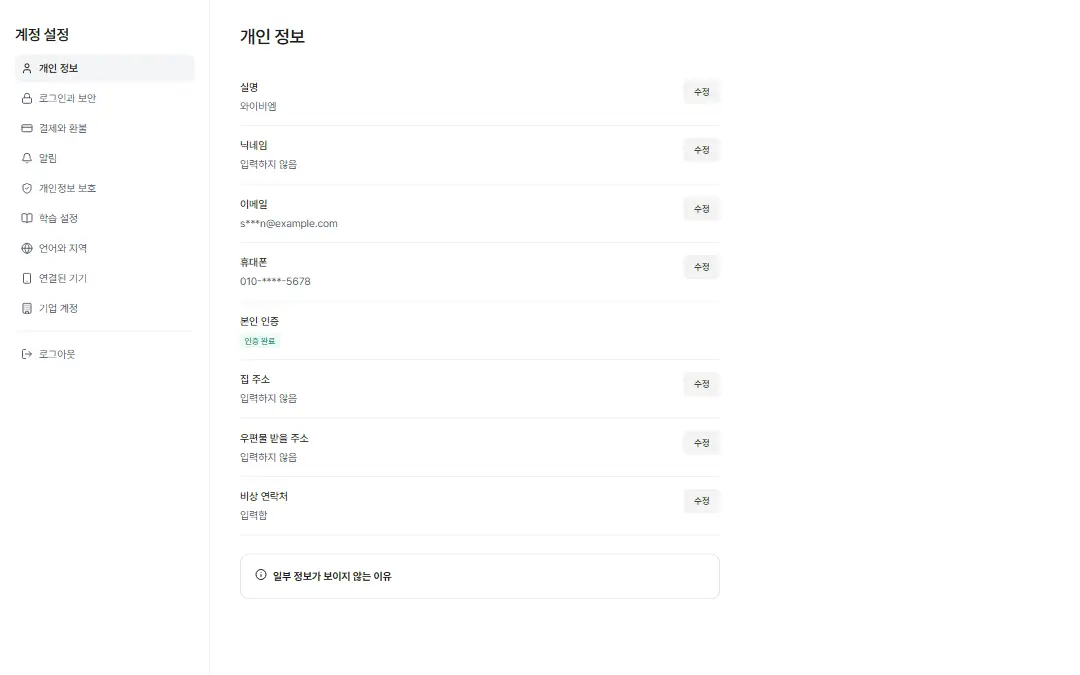 계정 설정
개인 정보
로그인과 보안
결제와 환불
알림
개인정보 보호
학습 설정
언어와 지역
연결된 기기
기업 계정
로그아웃
개인 정보
실명
와이비엠
수정
닉네임
입력하지 않음
수정
이메일
s***n@example.com
수정
휴대폰
010-****-5678
수정
본인 인증
인증 완료
집 주소
입력하지 않음
수정
우편물 받을 주소
입력하지 않음
수정
비상 연락처
입력함
수정
일부 정보가 보이지 않는 이유